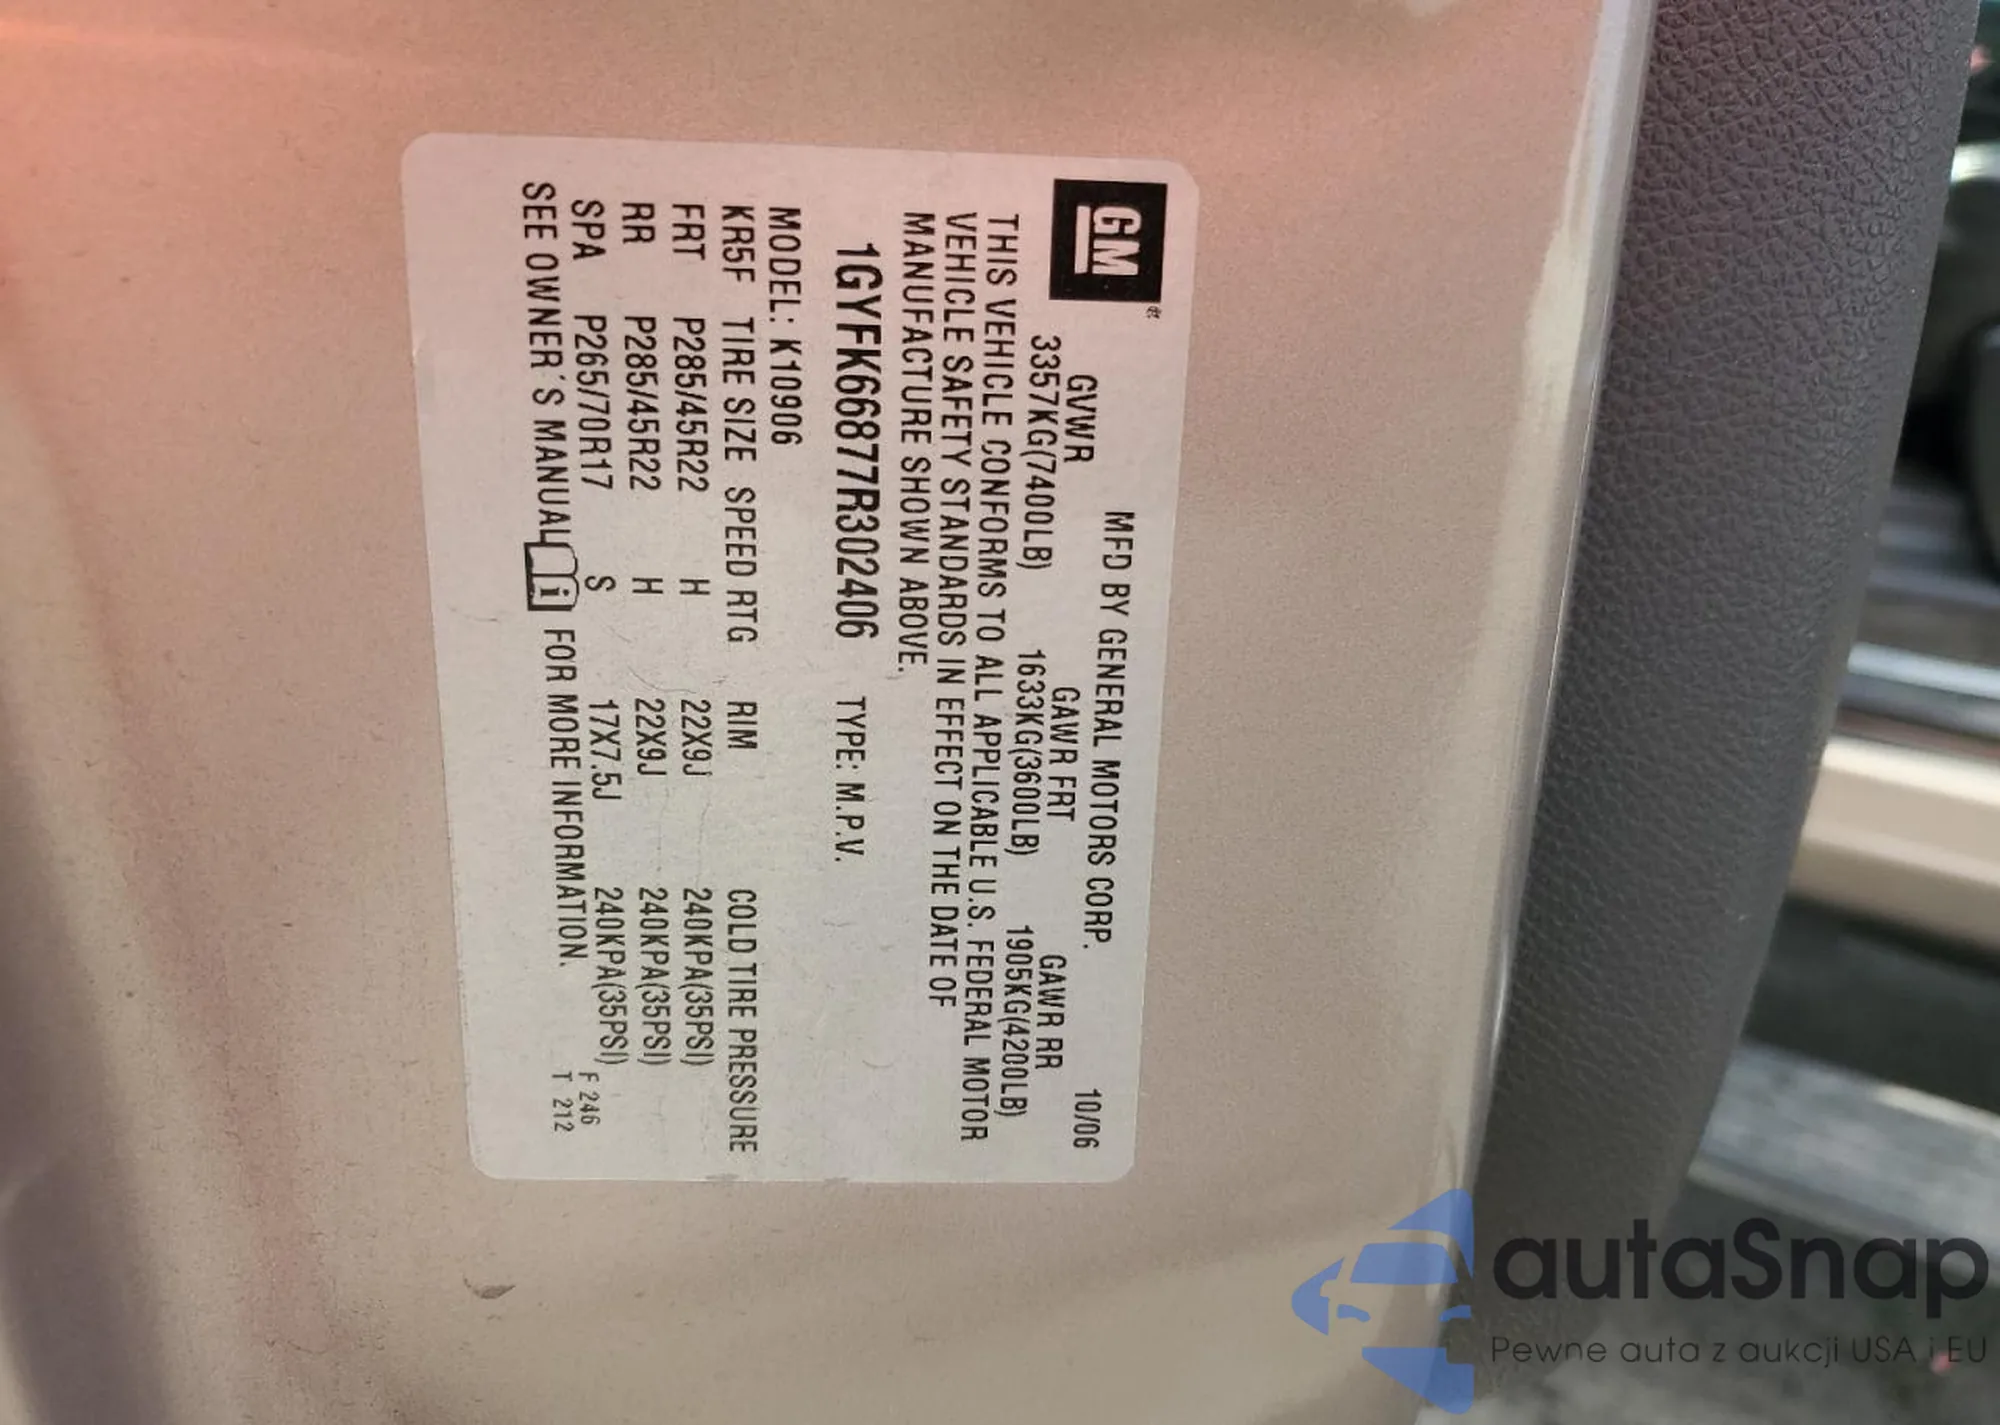 GM®
MFD BY GENERAL MOTORS CORP. 10/06
GVWR GAWR FRT GAWR RR
3357KG(7400LB) 1633KG(3600LB) 1905KG(4200LB)
THIS VEHICLE CONFORMS TO ALL APPLICABLE U.S. FEDERAL MOTOR
VEHICLE SAFETY STANDARDS IN EFFECT ON THE DATE OF
MANUFACTURE SHOWN ABOVE.
1GYFK66877R302406 TYPE: M.P.V.
MODEL: K10906
KR5F TIRE SIZE SPEED RTG RIM COLD TIRE PRESSURE
FRT P285/45R22 H 22X9J 240KPA(35PSI)
RR P285/45R22 H 22X9J 240KPA(35PSI)
SPA P265/70R17 S 17X7.5J 240KPA(35PSI)
SEE OWNER'S MANUAL i FOR MORE INFORMATION.
F 246
T 212
autaSnap
Pewne auta z aukcji USA i EU